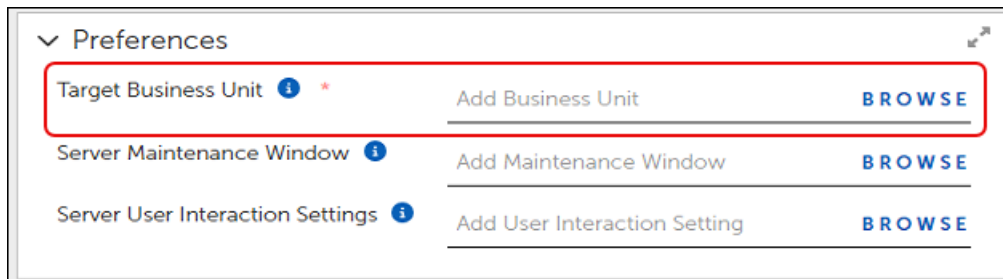 Preferences
Target Business Unit i * Add Business Unit BROWSE
Server Maintenance Window i Add Maintenance Window BROWSE
Server User Interaction Settings i Add User Interaction Setting BROWSE